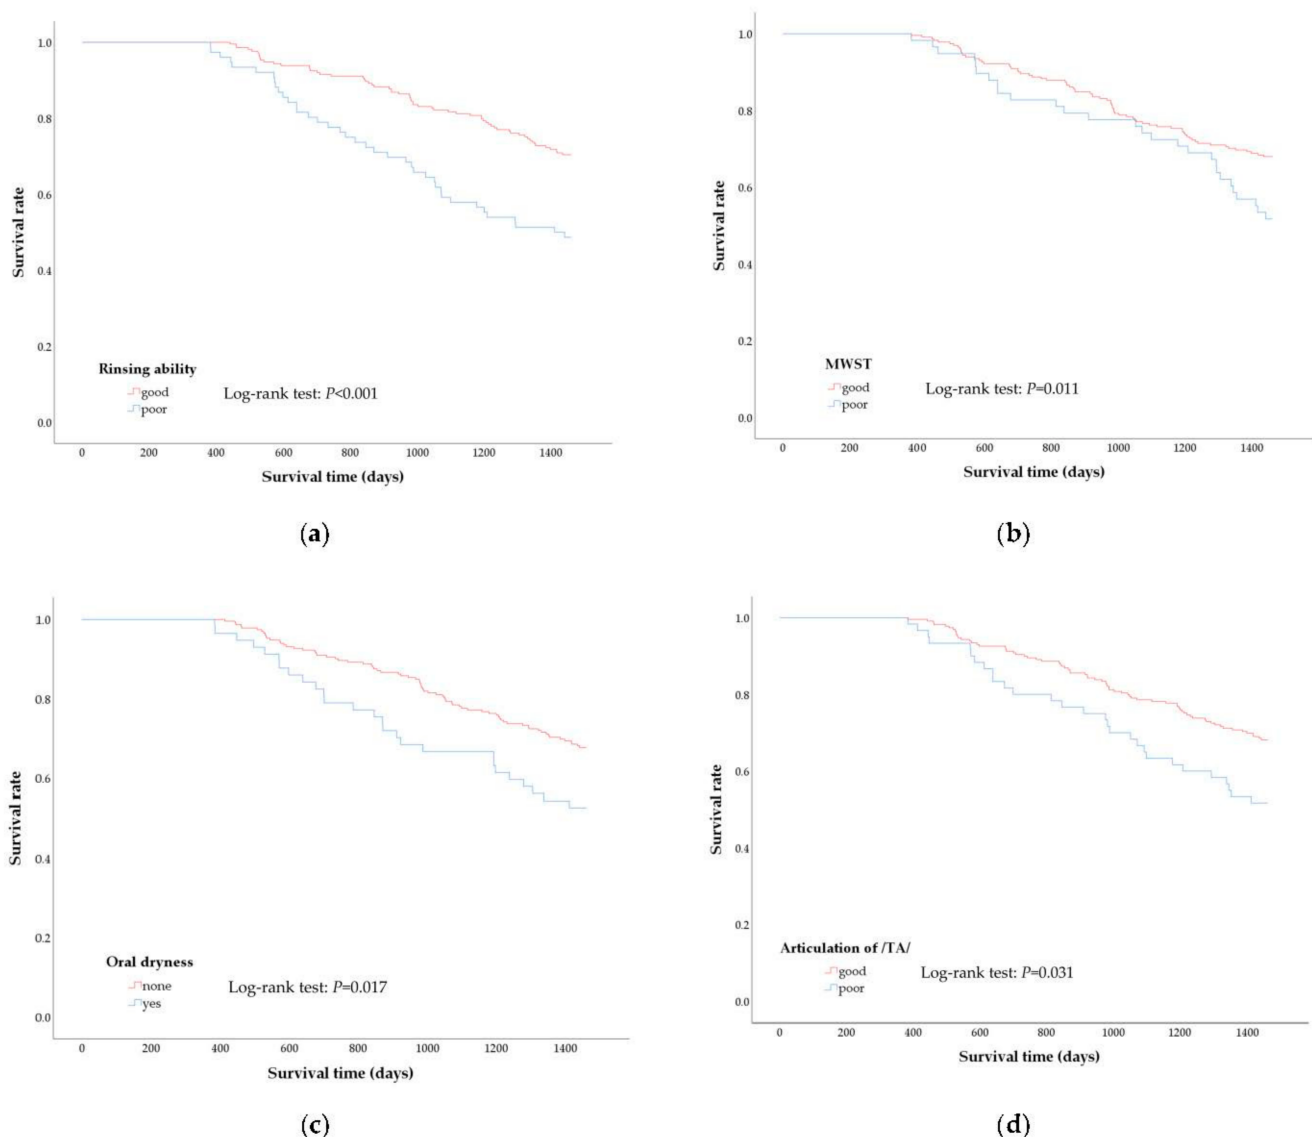 1.0
0.8
0.6
0.4
0.2
0.0
Survival rate
Rinsing ability
good
poor
Log-rank test: P<0.001
0 200 400 600 800 1000 1200 1400
Survival time (days)
(a)
1.0
0.8
0.6
0.4
0.2
0.0
Survival rate
MWST
good
poor
Log-rank test: P=0.011
0 200 400 600 800 1000 1200 1400
Survival time (days)
(b)
1.0
0.8
0.6
0.4
0.2
0.0
Survival rate
Oral dryness
none
yes
Log-rank test: P=0.017
0 200 400 600 800 1000 1200 1400
Survival time (days)
(c)
1.0
0.8
0.6
0.4
0.2
0.0
Survival rate
Articulation of /TA/
good
poor
Log-rank test: P=0.031
0 200 400 600 800 1000 1200 1400
Survival time (days)
(d)